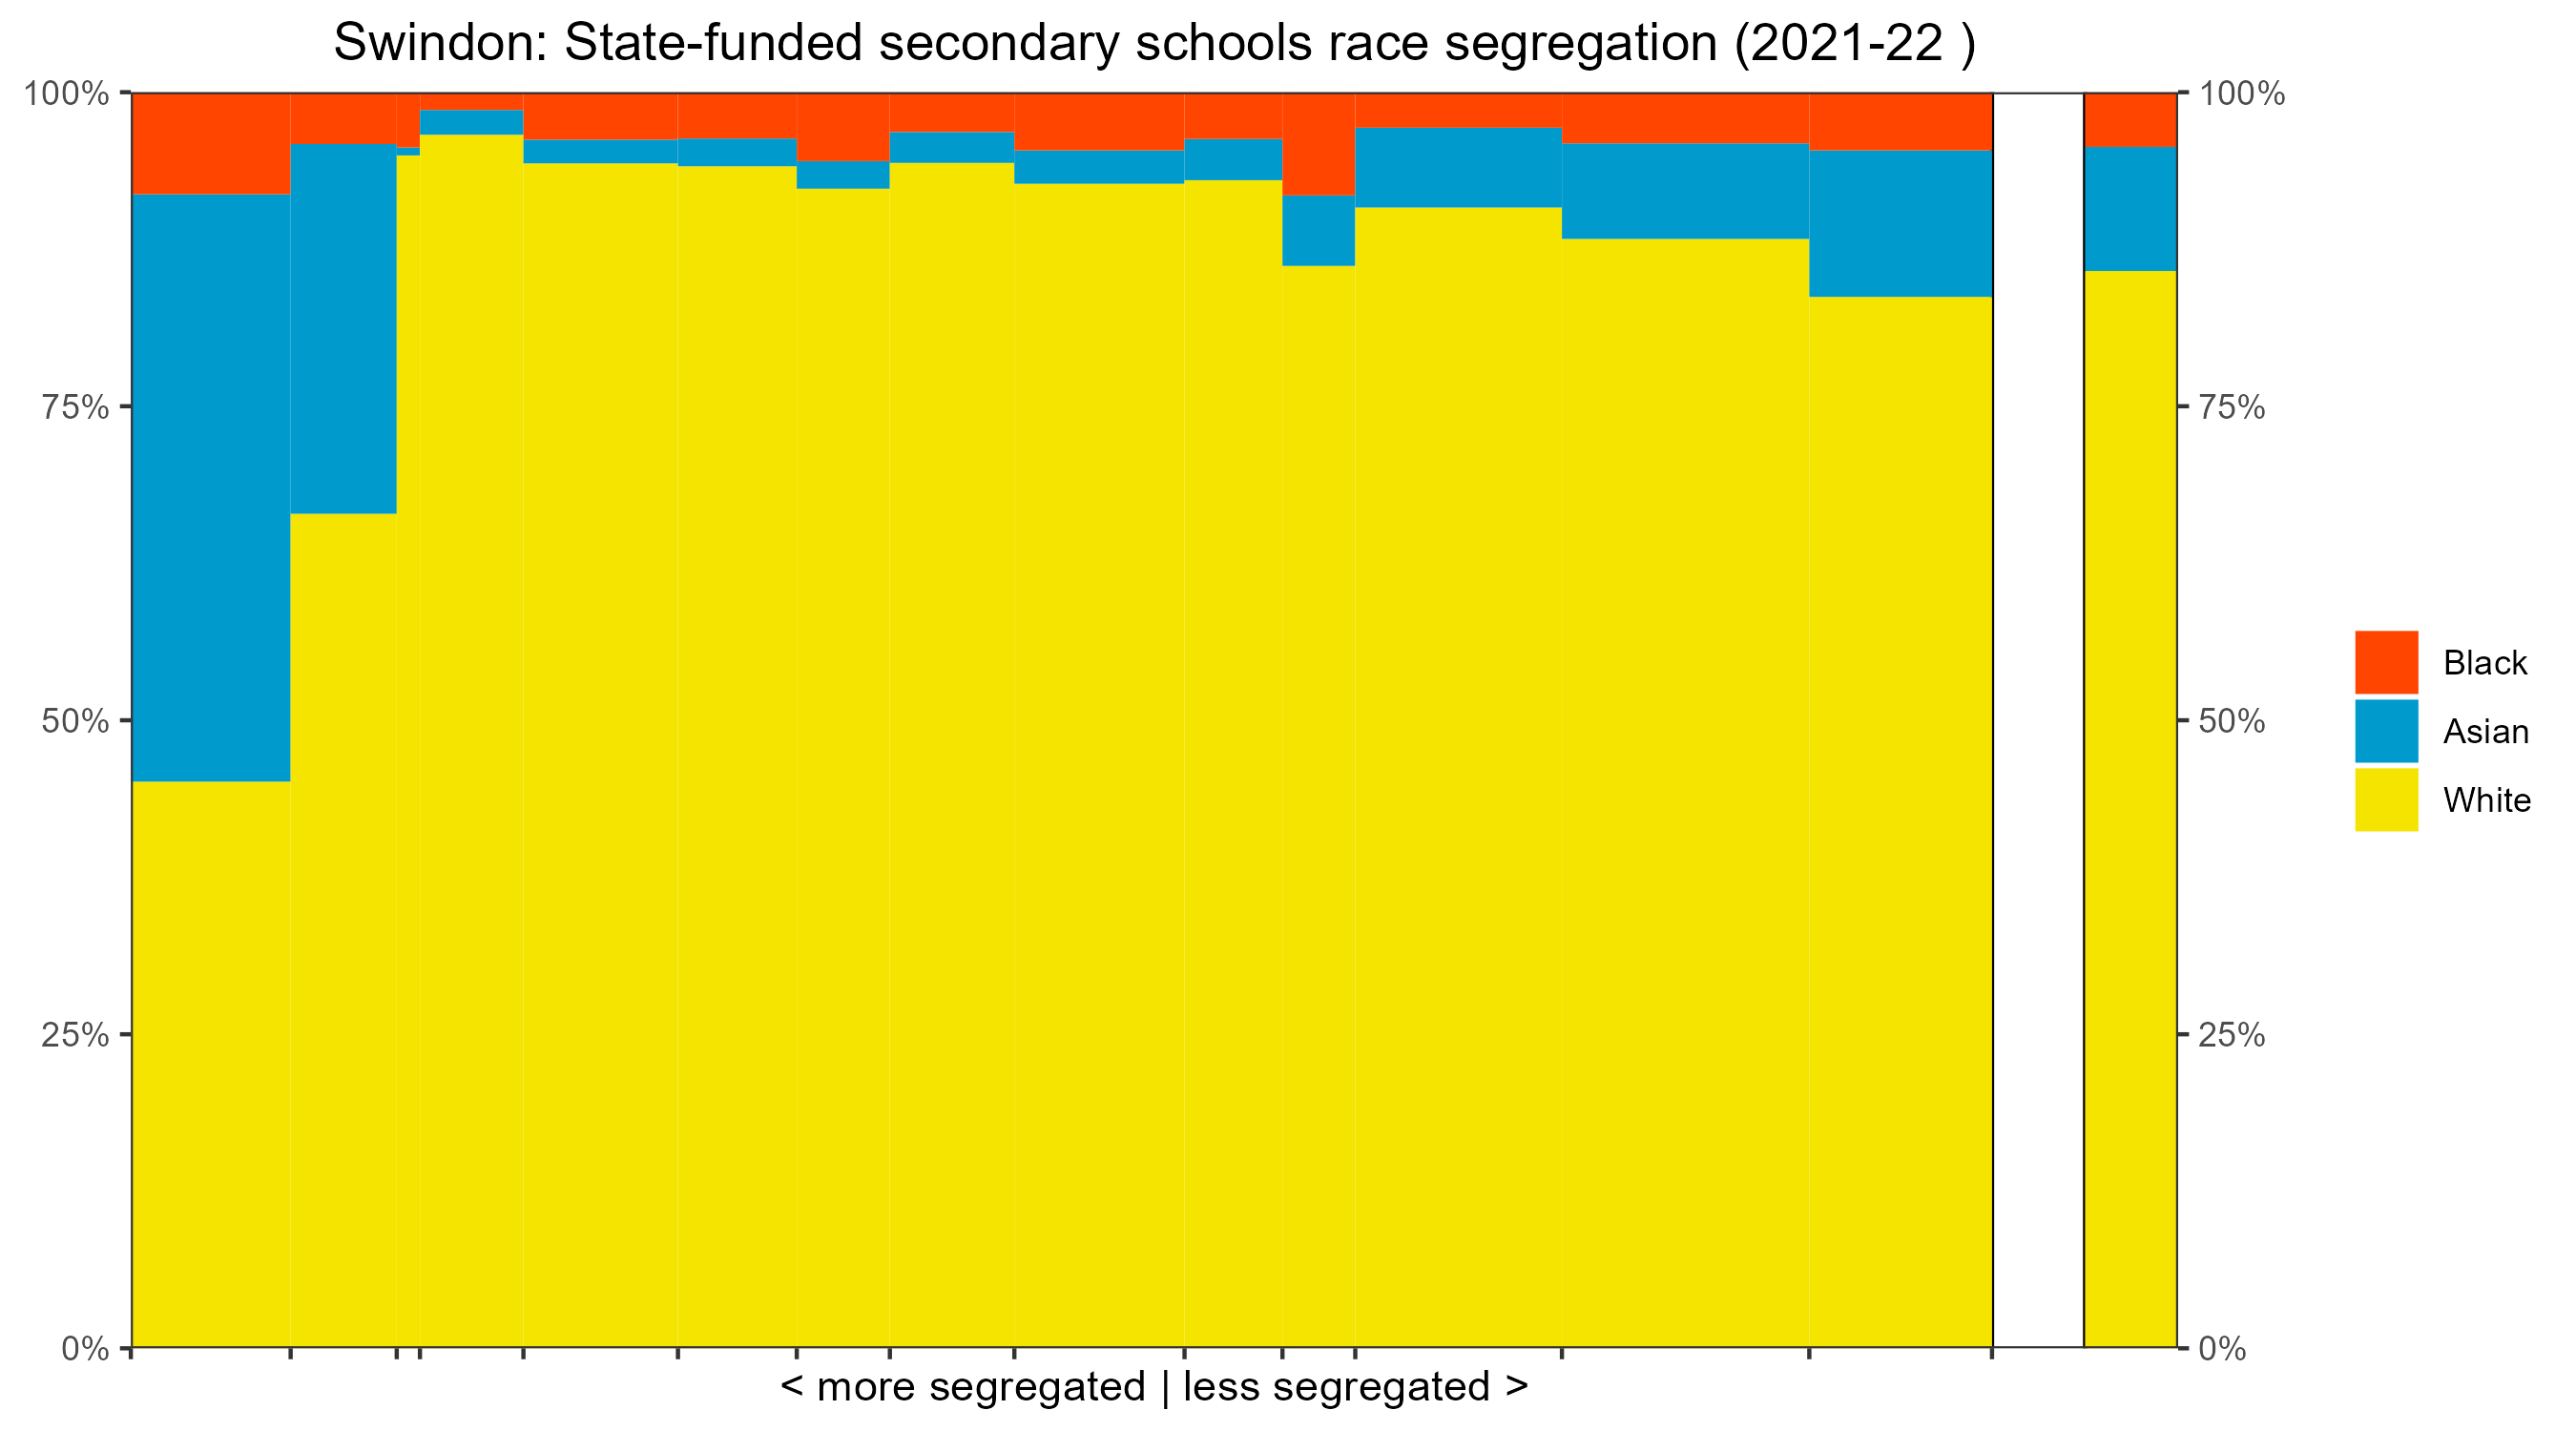 Swindon: State-funded secondary schools race segregation (2021-22 )
100%
75%
50%
25%
0%
100%
75%
50%
25%
0%
< more segregated | less segregated >
Black
Asian
White